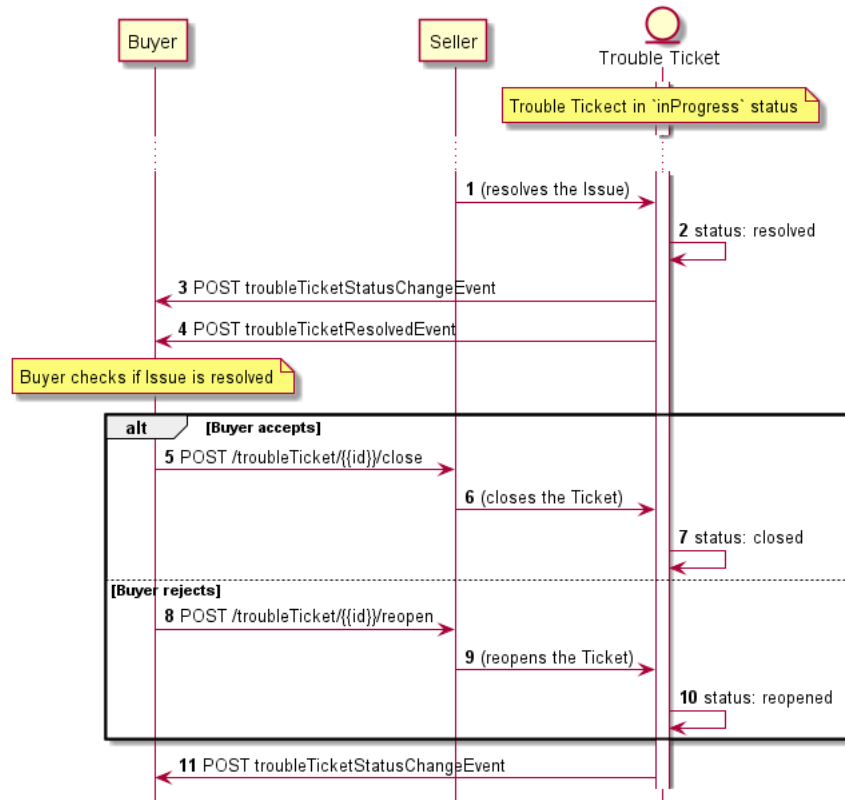 Buyer
Seller
Trouble Ticket
Trouble Tickect in `inProgress` status
1 (resolves the Issue)
2 status: resolved
3 POST troubleTicketStatusChangeEvent
4 POST troubleTicketResolvedEvent
Buyer checks if Issue is resolved
alt [Buyer accepts]
5 POST /troubleTicket/{{id}}/close
6 (closes the Ticket)
7 status: closed
[Buyer rejects]
8 POST /troubleTicket/{{id}}/reopen
9 (reopens the Ticket)
10 status: reopened
11 POST troubleTicketStatusChangeEvent